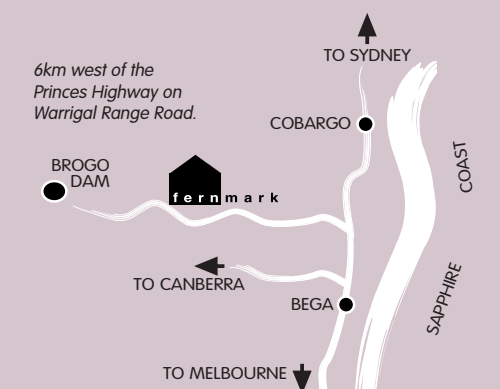 TO SYDNEY
6km west of the
Princes Highway on
Warrigal Range Road.
COBARGO
COAST
BROGO
DAM
fernmark
SAPPHIRE
TO CANBERRA
BEGA
TO MELBOURNE